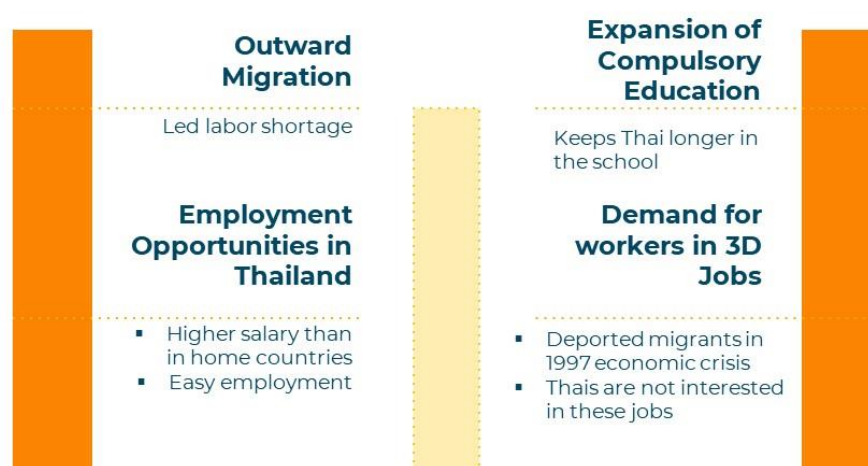 Outward
Migration
Led labor shortage
Employment
Opportunities in
Thailand
▪ Higher salary than
in home countries
▪ Easy employment
Expansion of
Compulsory
Education
Keeps Thai longer in
the school
Demand for
workers in 3D
Jobs
▪ Deported migrants in
1997 economic crisis
▪ Thais are not interested
in these jobs